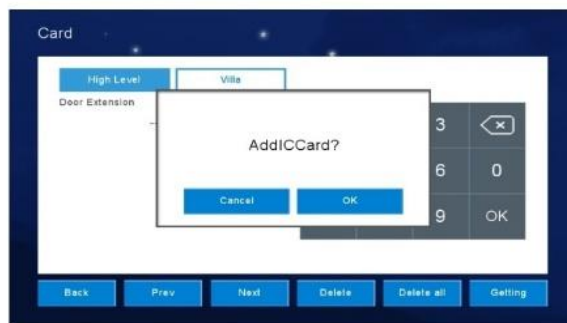 Card
High Level Villa
Door Extension
AddICCard?
3
6 0
9 OK
Cancel OK
Back Prev Next Delete Delete all Getting